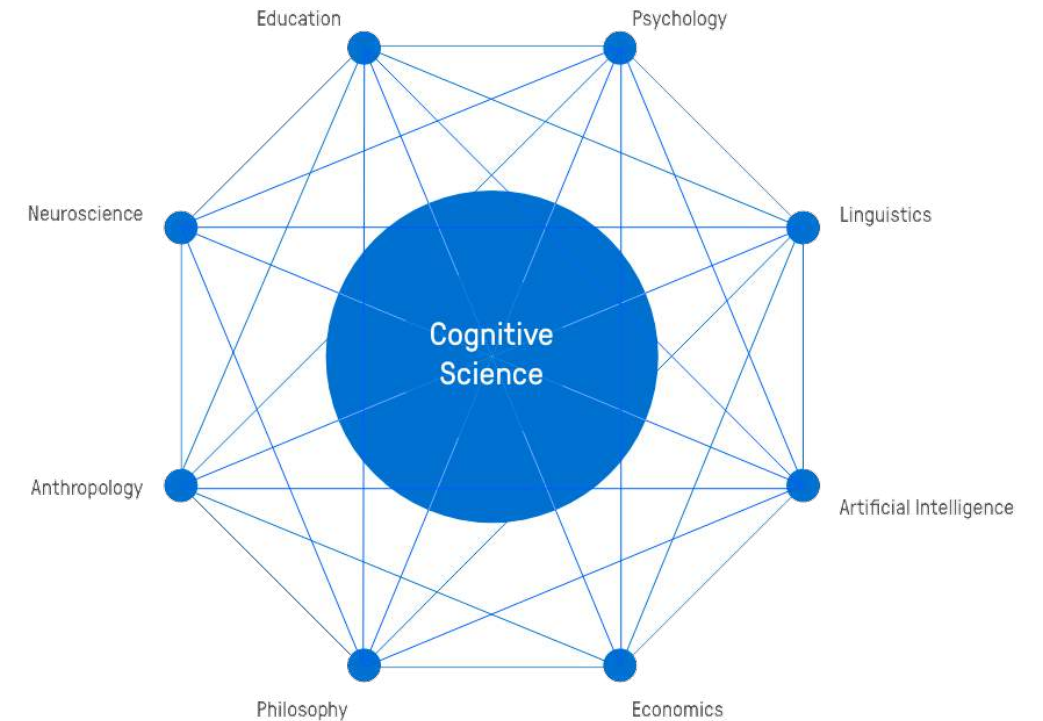 Education
Psychology
Neuroscience
Linguistics
Cognitive
Science
Anthropology
Artificial Intelligence
Philosophy
Economics